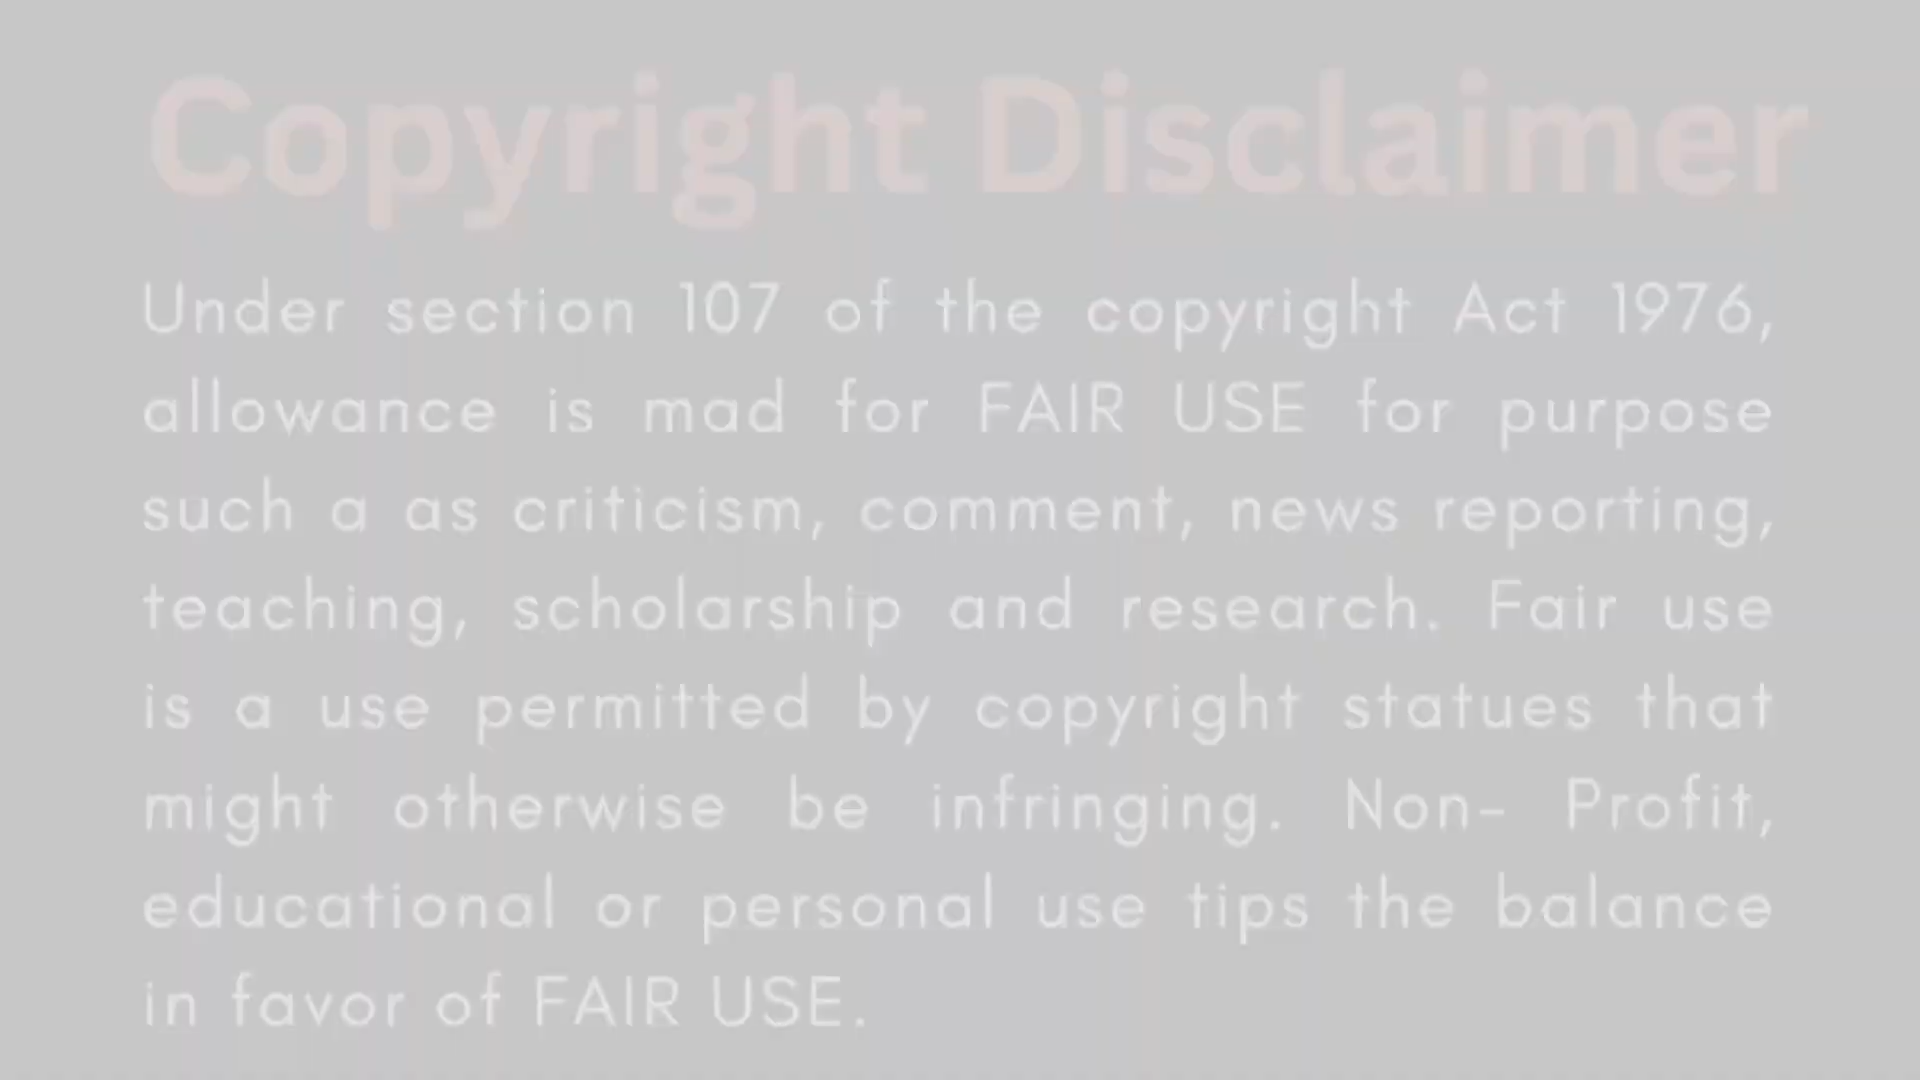 Copyright Disclaimer
Under section 107 of the copyright Act 1976,
allowance is mad for FAIR USE for purpose
such a as criticism, comment, news reporting,
teaching, scholarship and research. Fair use
is a use permitted by copyright statues that
might otherwise be infringing. Non- Profit,
educational or personal use tips the balance
in favor of FAIR USE.